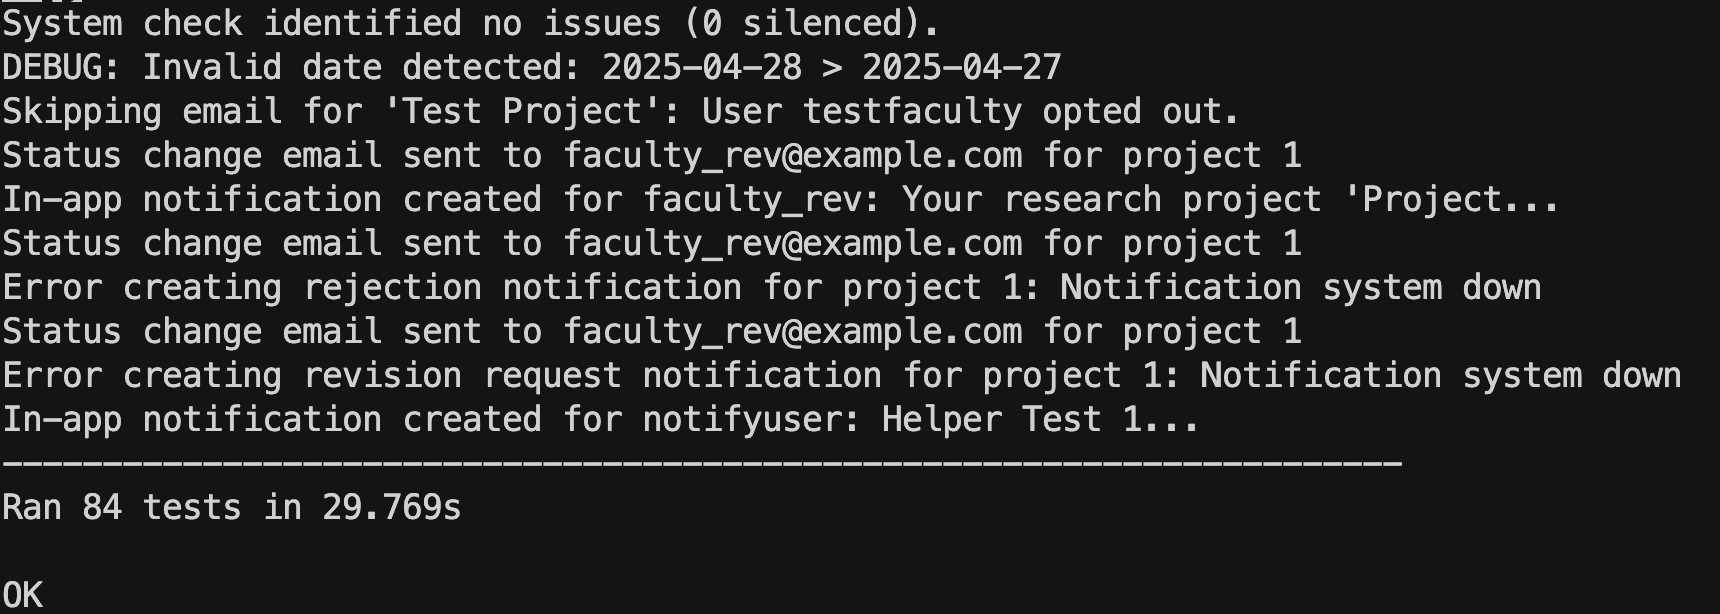 System check identified no issues (0 silenced).
DEBUG: Invalid date detected: 2025-04-28 > 2025-04-27
Skipping email for 'Test Project': User testfaculty opted out.
Status change email sent to faculty_rev@example.com for project 1
In-app notification created for faculty_rev: Your research project 'Project...
Status change email sent to faculty_rev@example.com for project 1
Error creating rejection notification for project 1: Notification system down
Status change email sent to faculty_rev@example.com for project 1
Error creating revision request notification for project 1: Notification system down
In-app notification created for notifyuser: Helper Test 1...
----------------------------------------------------------------------
Ran 84 tests in 29.769s
OK